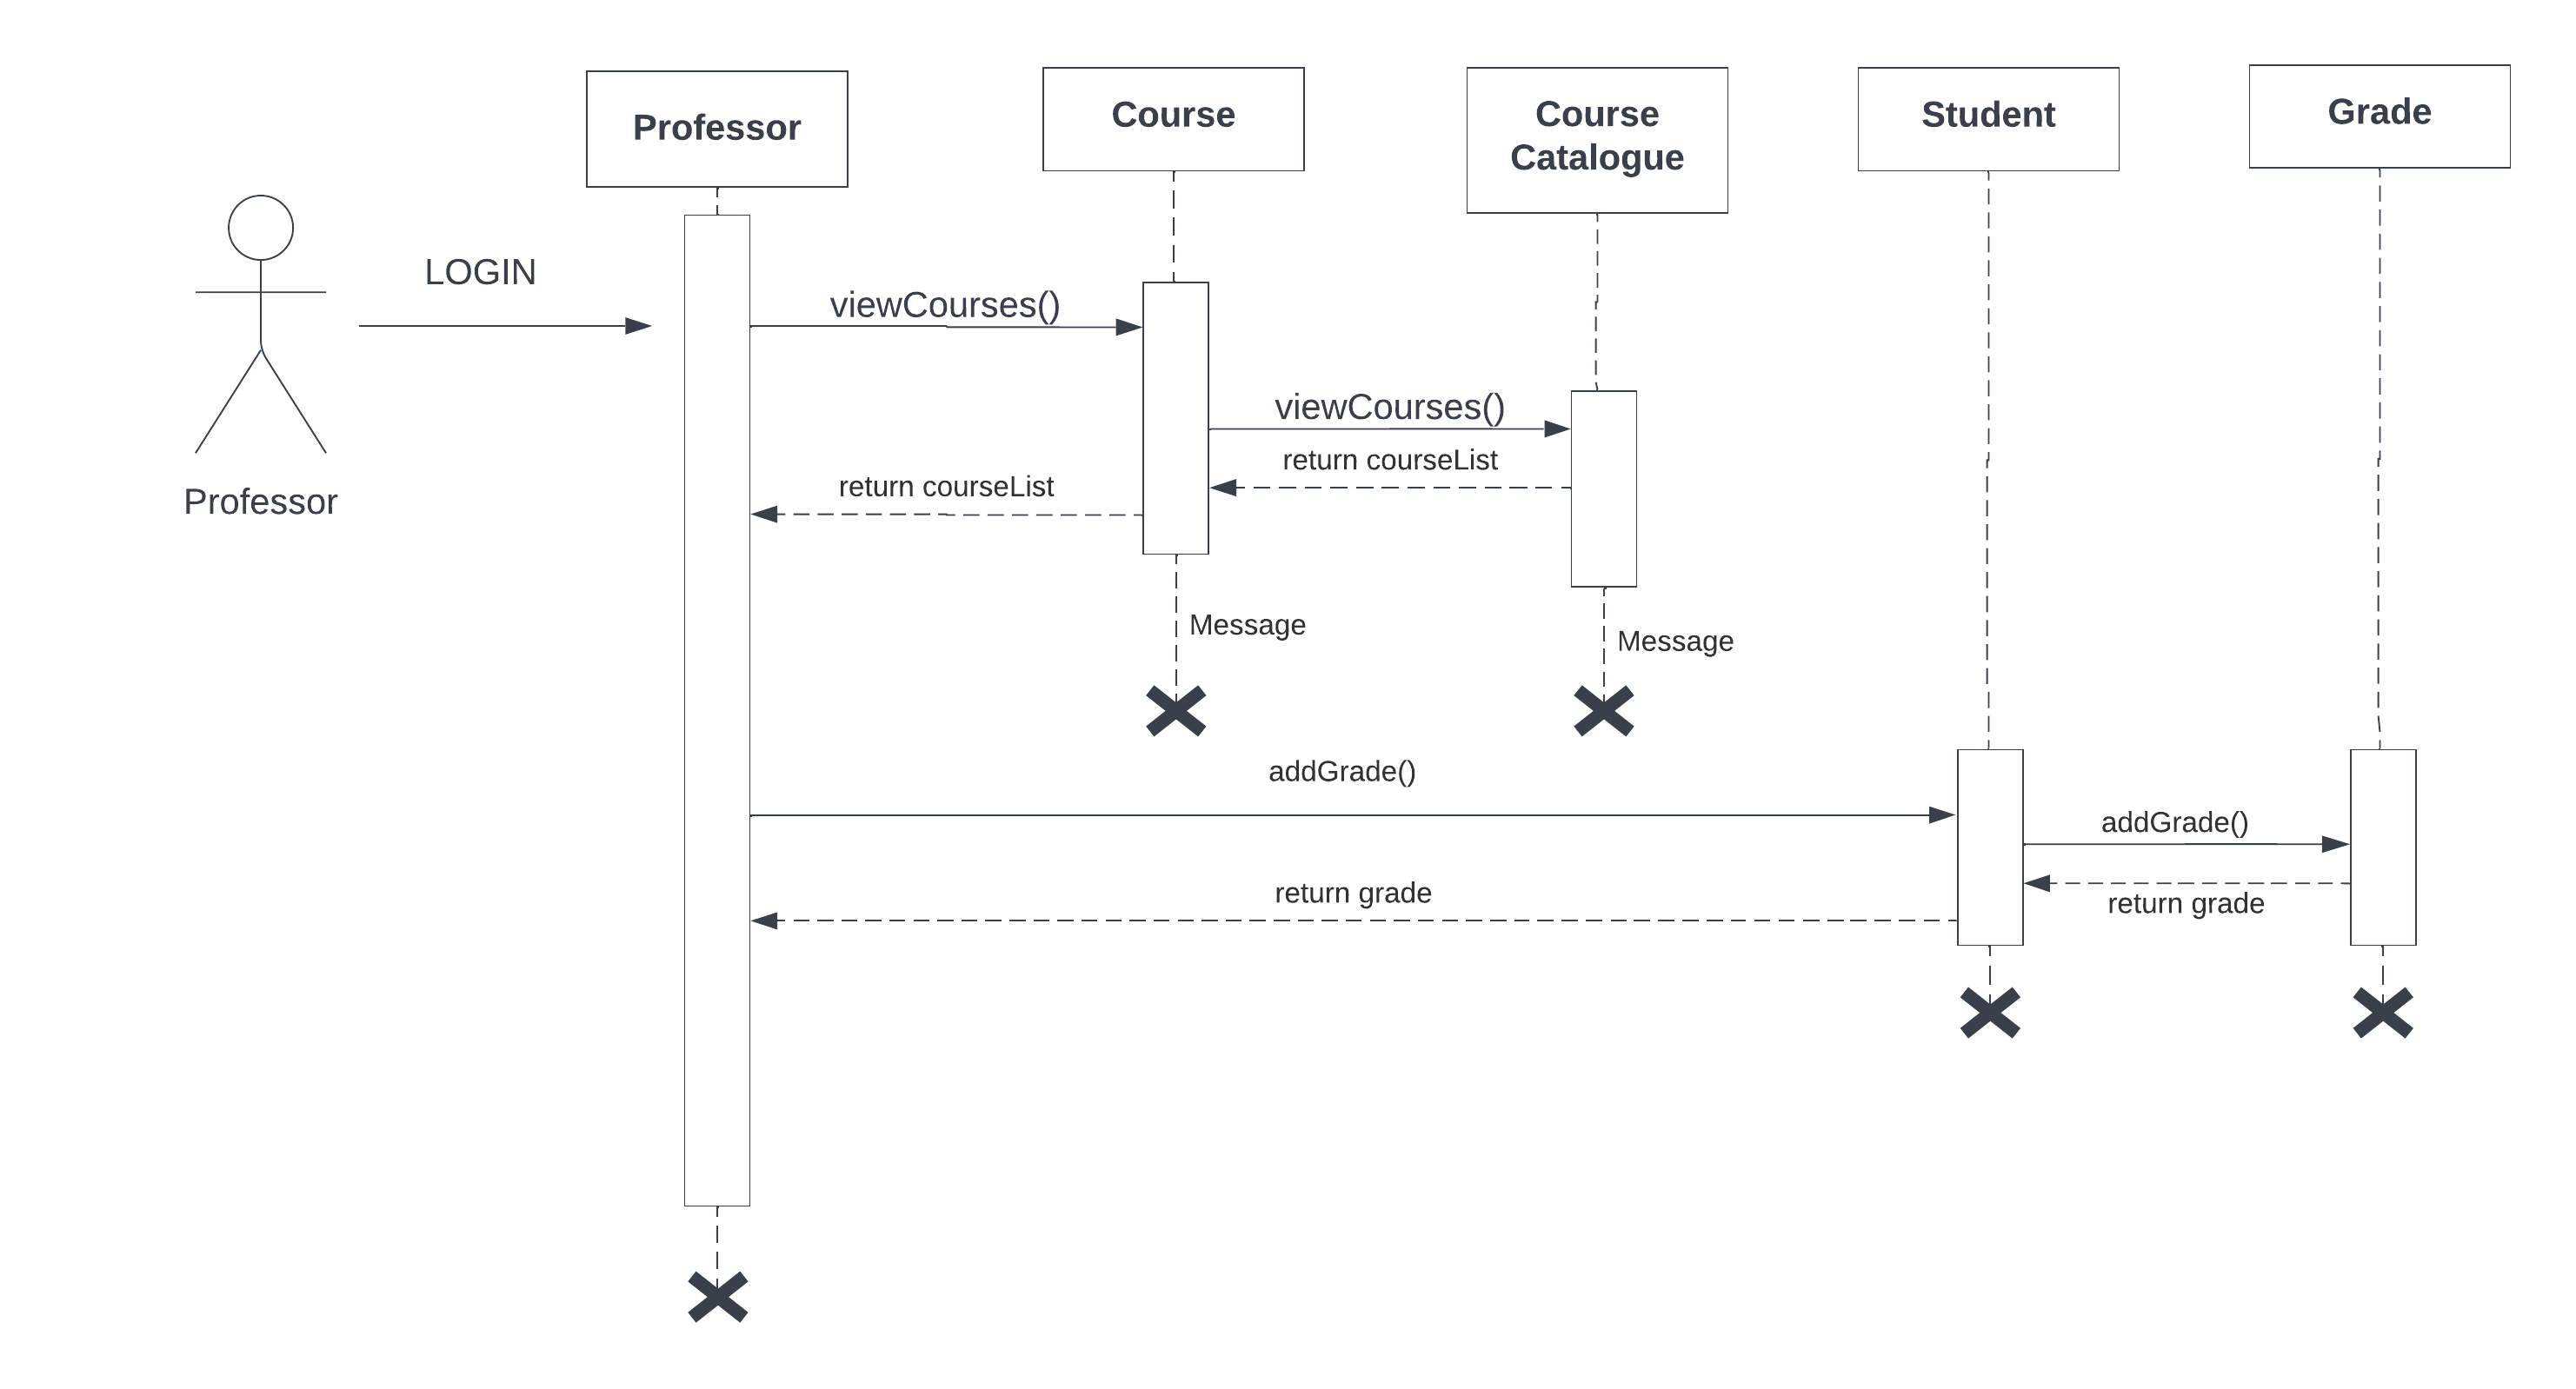 Professor
Course
Course
Catalogue
Student
Grade
LOGIN
viewCourses()
viewCourses()
return courseList
return courseList
Professor
Message
Message
addGrade()
addGrade()
return grade
return grade